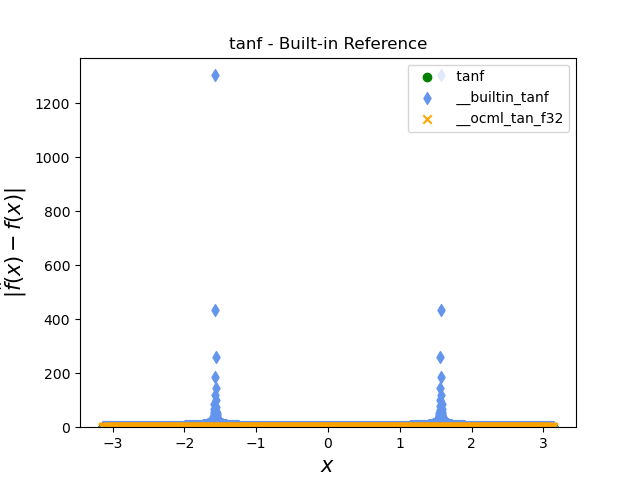 tanf - Built-in Reference
tanf
__builtin_tanf
__ocml_tan_f32
1200
1000
800
600
400
200
0
−3
−2
−1
0
1
2
3
x
|f̂(x) − f(x)|